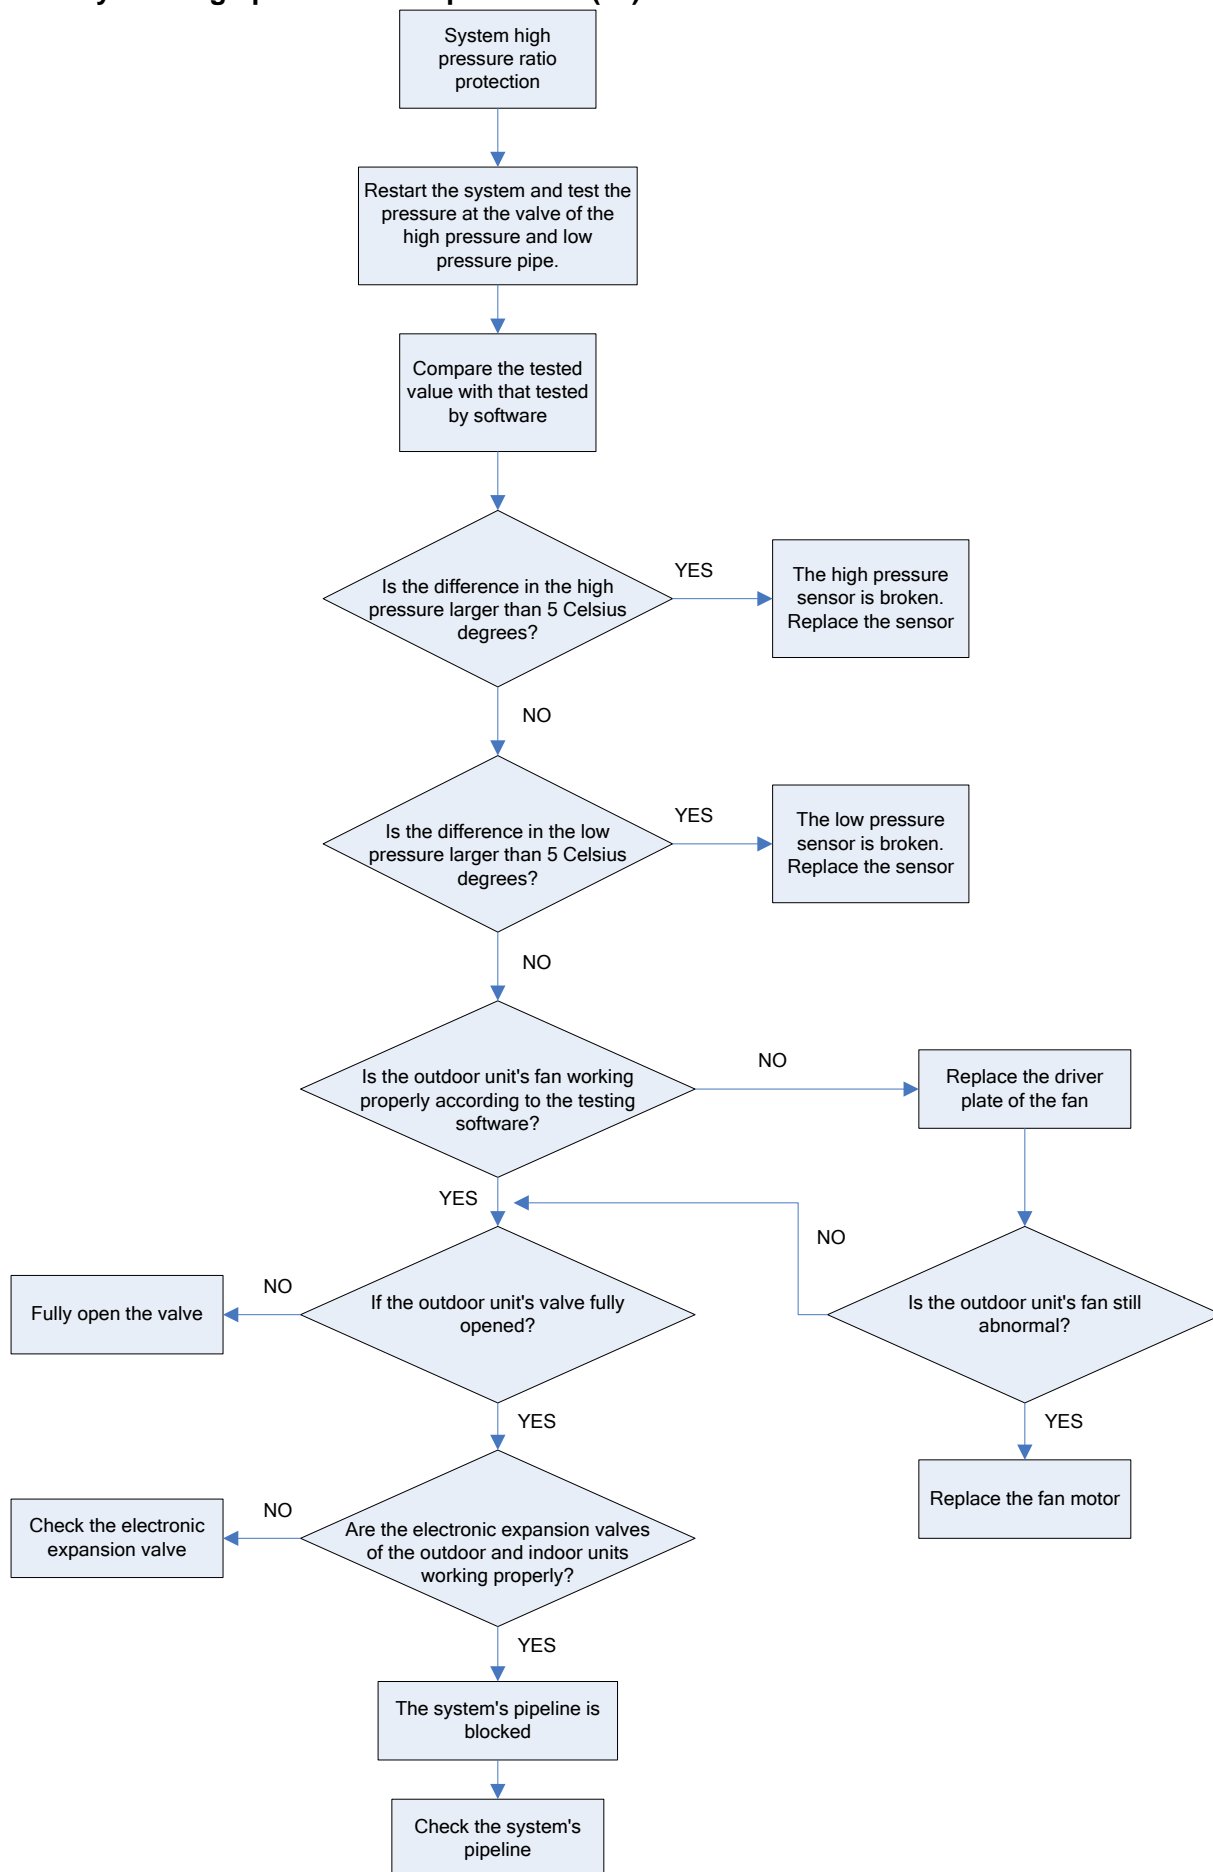 System high
pressure ratio
protection
Restart the system and test the
pressure at the valve of the
high pressure and low
pressure pipe.
Compare the tested
value with that tested
by software
Is the difference in the high
pressure larger than 5 Celsius
degrees?
YES
The high pressure
sensor is broken.
Replace the sensor
NO
Is the difference in the low
pressure larger than 5 Celsius
degrees?
YES
The low pressure
sensor is broken.
Replace the sensor
NO
Is the outdoor unit's fan working
properly according to the testing
software?
NO
Replace the driver
plate of the fan
YES
NO
Fully open the valve
NO
If the outdoor unit's valve fully
opened?
Is the outdoor unit's fan still
abnormal?
YES
YES
Replace the fan motor
Check the electronic
expansion valve
NO
Are the electronic expansion valves
of the outdoor and indoor units
working properly?
YES
The system's pipeline is
blocked
Check the system's
pipeline